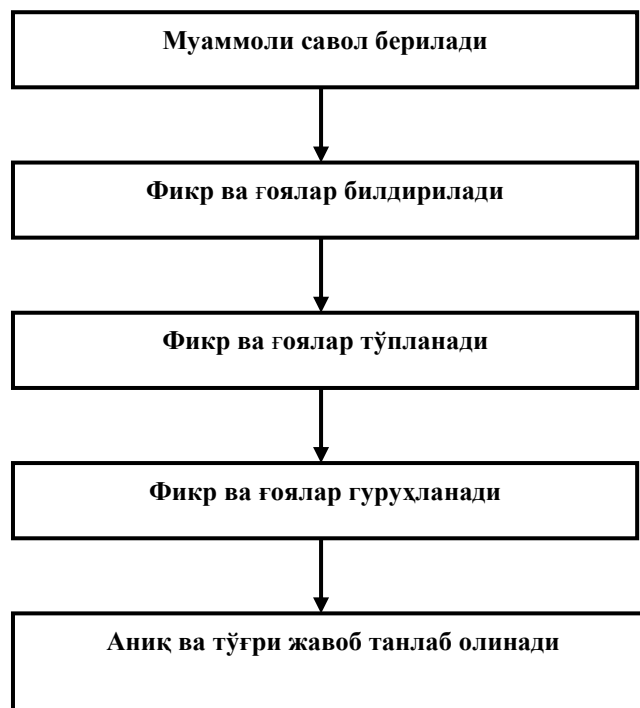 Муаммоли савол берилади
Фикр ва ғоялар билдирилади
Фикр ва ғоялар тўпланади
Фикр ва ғоялар гуруҳланади
Аниқ ва тўғри жавоб танлаб олинади